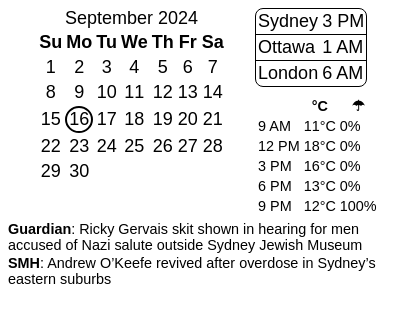 September 2024
Su Mo Tu We Th Fr Sa
1 2 3 4 5 6 7
8 9 10 11 12 13 14
15 16 17 18 19 20 21
22 23 24 25 26 27 28
29 30
Sydney 3 PM
Ottawa 1 AM
London 6 AM
°C ☂
9 AM 11°C 0%
12 PM 18°C 0%
3 PM 16°C 0%
6 PM 13°C 0%
9 PM 12°C 100%
Guardian: Ricky Gervais skit shown in hearing for men
accused of Nazi salute outside Sydney Jewish Museum
SMH: Andrew O’Keefe revived after overdose in Sydney’s
eastern suburbs